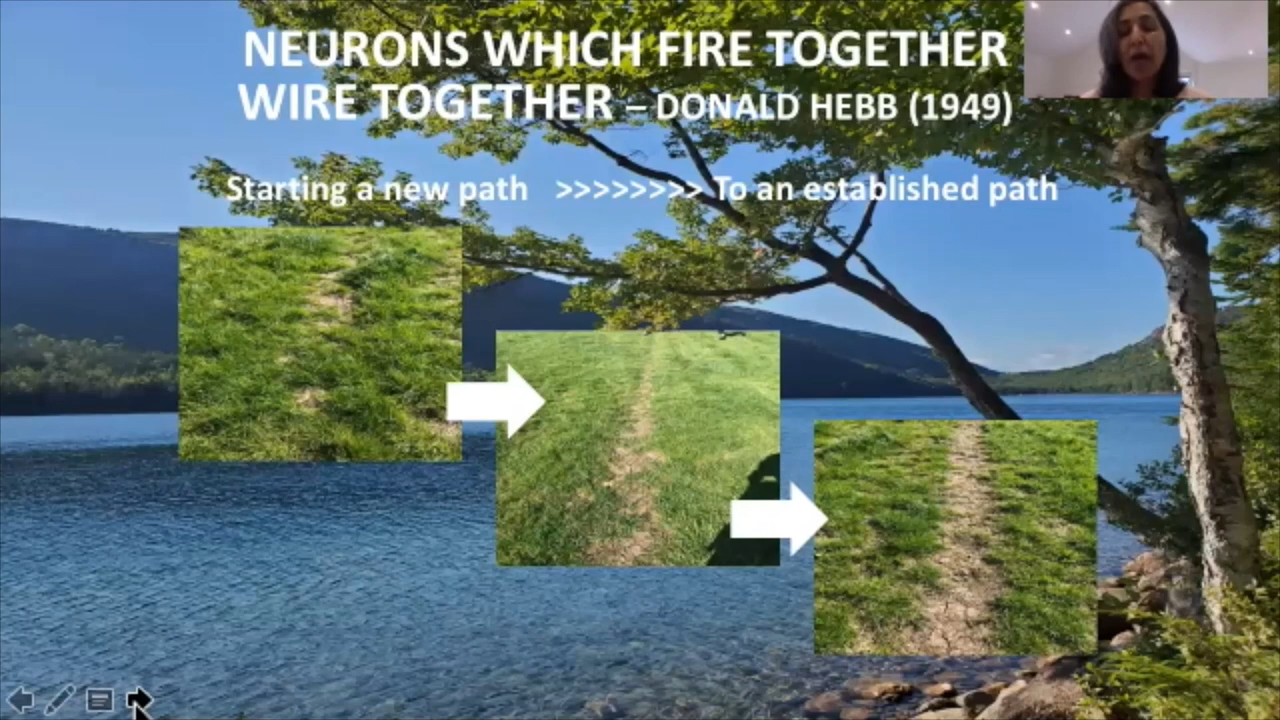 NEURONS WHICH FIRE TOGETHER
WIRE TOGETHER – DONALD HEBB (1949)
Starting a new path >>>>>>>> To an established path